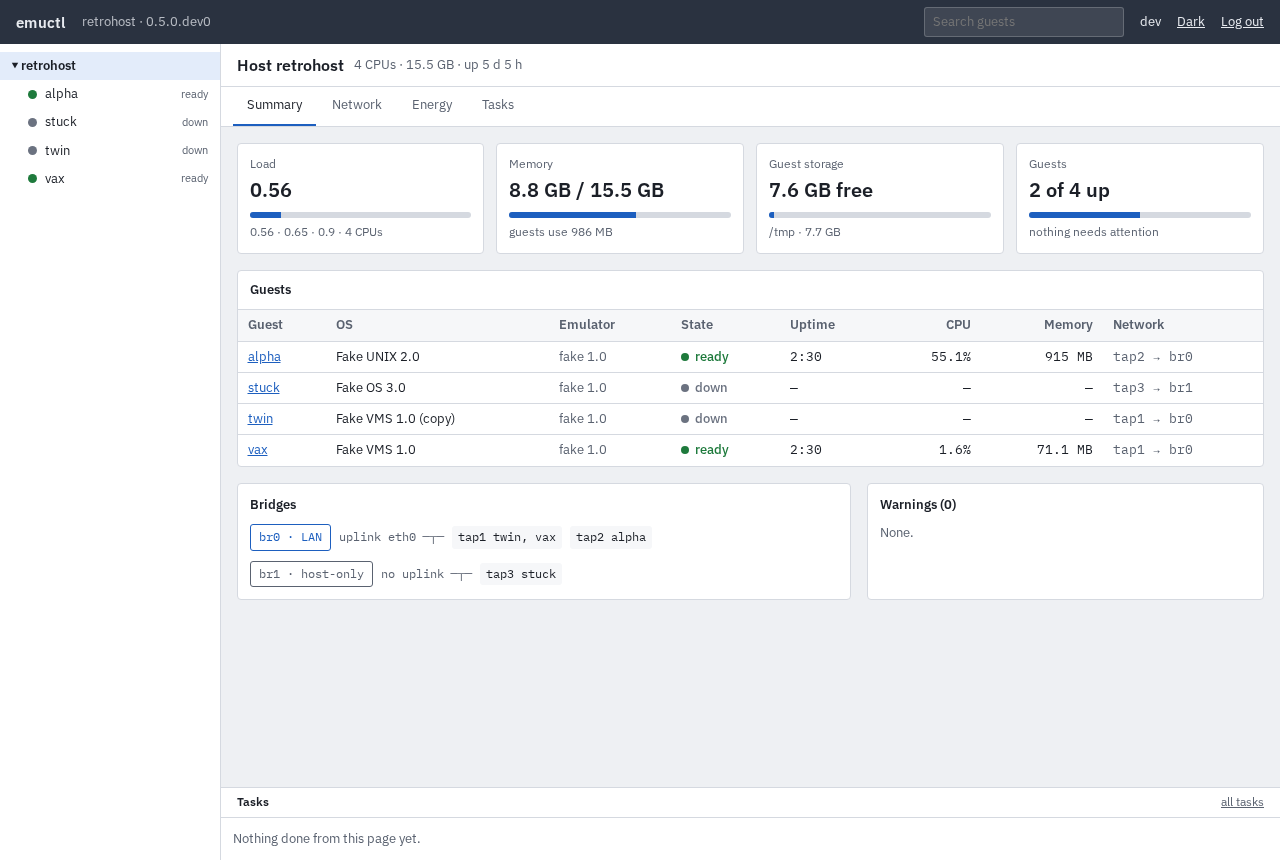 emuctl retrohost · 0.5.0.dev0 Search guests dev Dark Log out
▾ retrohost
alpha ready
stuck down
twin down
vax ready
Host retrohost 4 CPUs · 15.5 GB · up 5 d 5 h
Summary Network Energy Tasks
Load Memory Guest storage Guests
0.56 8.8 GB / 15.5 GB 7.6 GB free 2 of 4 up
0.56 · 0.65 · 0.9 · 4 CPUs guests use 986 MB /tmp · 7.7 GB nothing needs attention
Guests
Guest OS Emulator State Uptime CPU Memory Network
alpha Fake UNIX 2.0 fake 1.0 ready 2:30 55.1% 915 MB tap2 → br0
stuck Fake OS 3.0 fake 1.0 down — — — tap3 → br1
twin Fake VMS 1.0 (copy) fake 1.0 down — — — tap1 → br0
vax Fake VMS 1.0 fake 1.0 ready 2:30 1.6% 71.1 MB tap1 → br0
Bridges Warnings (0)
br0 · LAN uplink eth0 ─┬─ tap1 twin, vax tap2 alpha None.
br1 · host-only no uplink ─┬─ tap3 stuck
Tasks all tasks
Nothing done from this page yet.